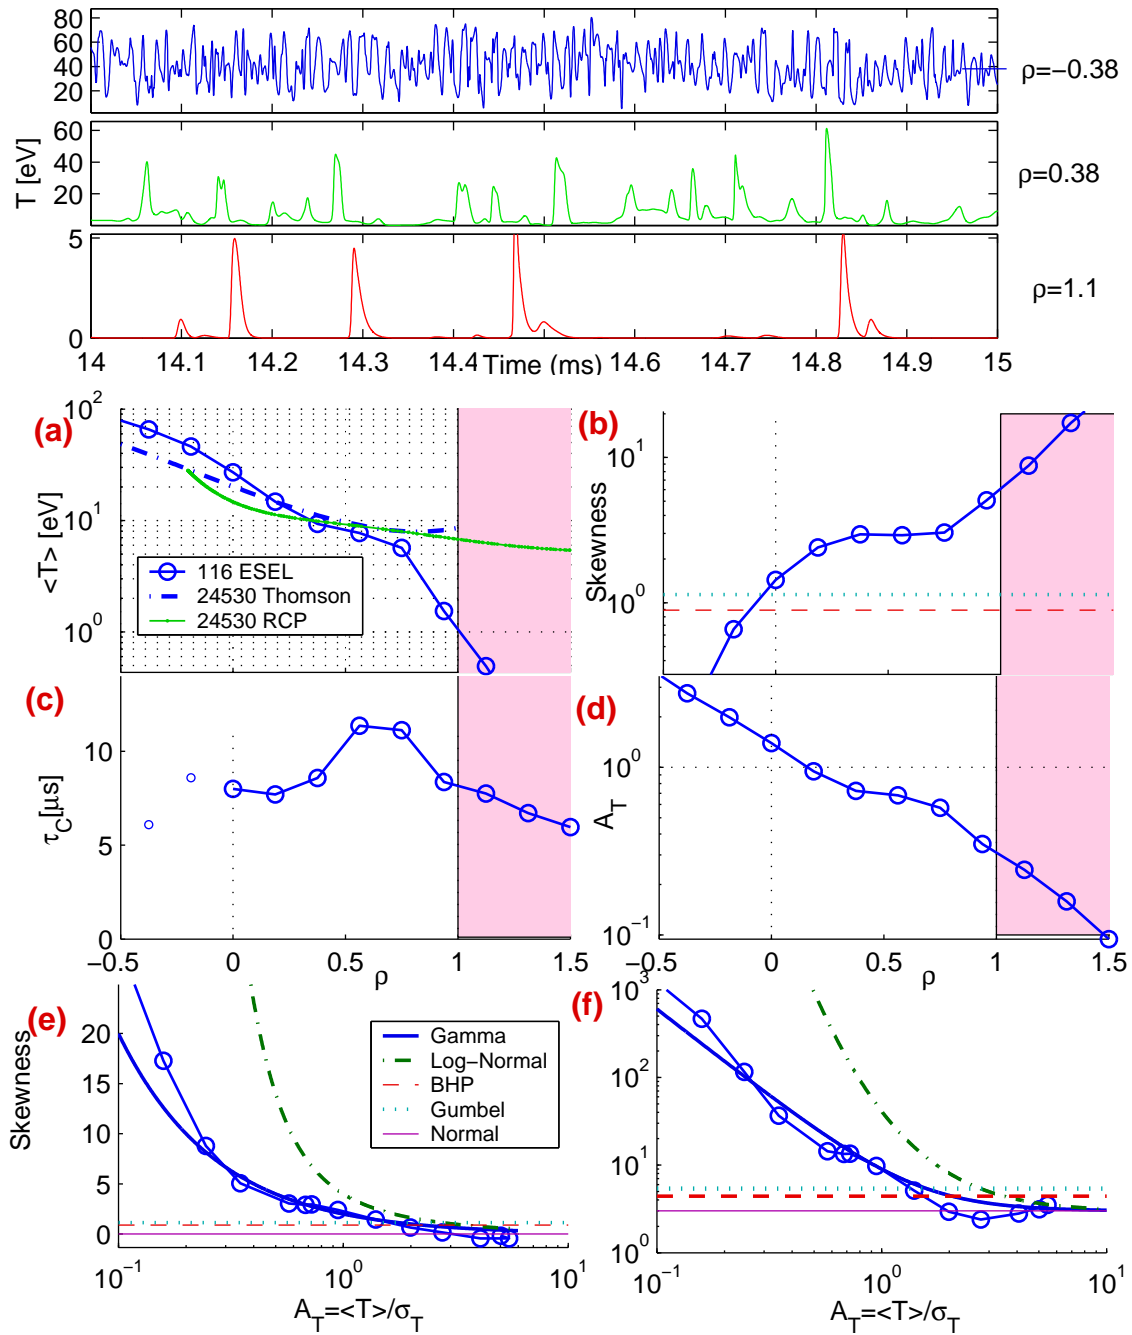 80
60
40
20
ρ=−0.38
T [eV]
60
40
20
ρ=0.38
5
0
ρ=1.1
14 14.1 14.2 14.3 14.4 Time (ms) 14.6 14.7 14.8 14.9 15
(a)
10^2
10^1
10^0
<T> [eV]
116 ESEL
24530 Thomson
24530 RCP
(b)
10^1
10^0
Skewness
(c)
10
5
0
τ_C[μs]
−0.5 0 0.5 1 1.5
ρ
(d)
10^0
10^−1
A_T
−0.5 0 0.5 1 1.5
ρ
(e)
20
15
10
5
0
Skewness
Gamma
Log−Normal
BHP
Gumbel
Normal
10^−1 10^0 10^1
A_T=<T>/σ_T
(f)
10^3
10^2
10^1
10^0
10^−1 10^0 10^1
A_T=<T>/σ_T